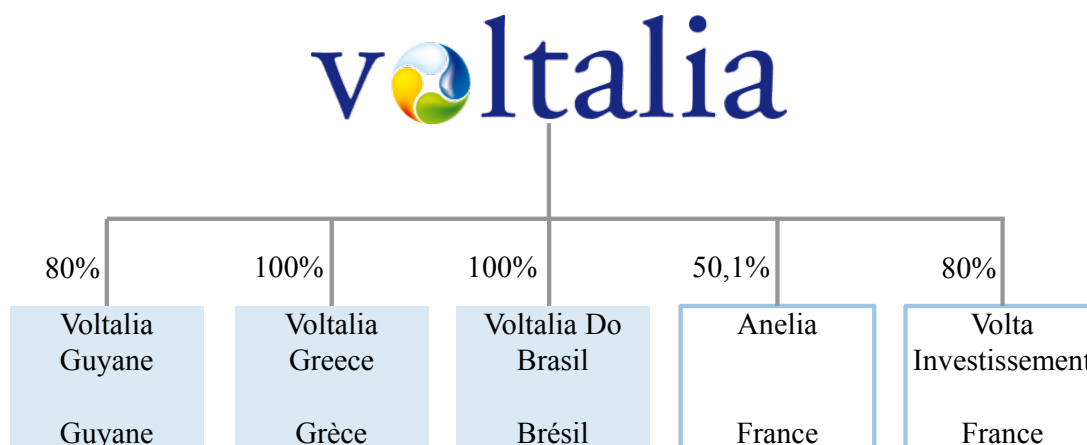 voltalia
80%
100%
100%
50,1%
80%
Voltalia
Guyane
Guyane
Voltalia
Greece
Grèce
Voltalia Do
Brasil
Brésil
Anelia
France
Volta
Investissement
France